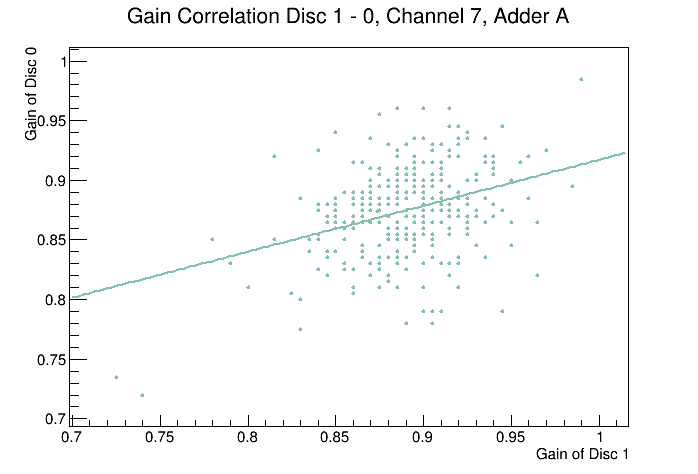 Gain Correlation Disc 1 - 0, Channel 7, Adder A
Gain of Disc 0
1
0.95
0.9
0.85
0.8
0.75
0.7
0.7 0.75 0.8 0.85 0.9 0.95 1
Gain of Disc 1